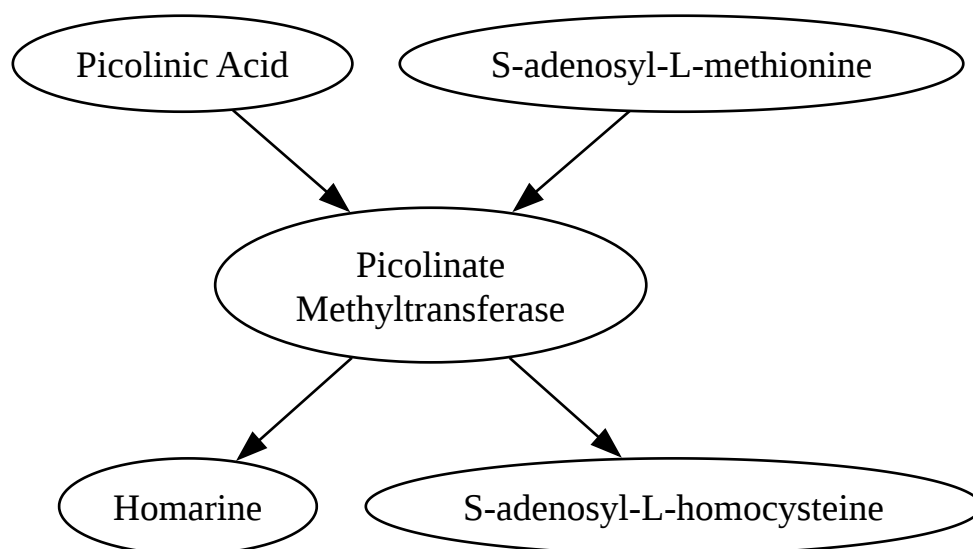 Picolinic Acid
S-adenosyl-L-methionine
Picolinate
Methyltransferase
Homarine
S-adenosyl-L-homocysteine